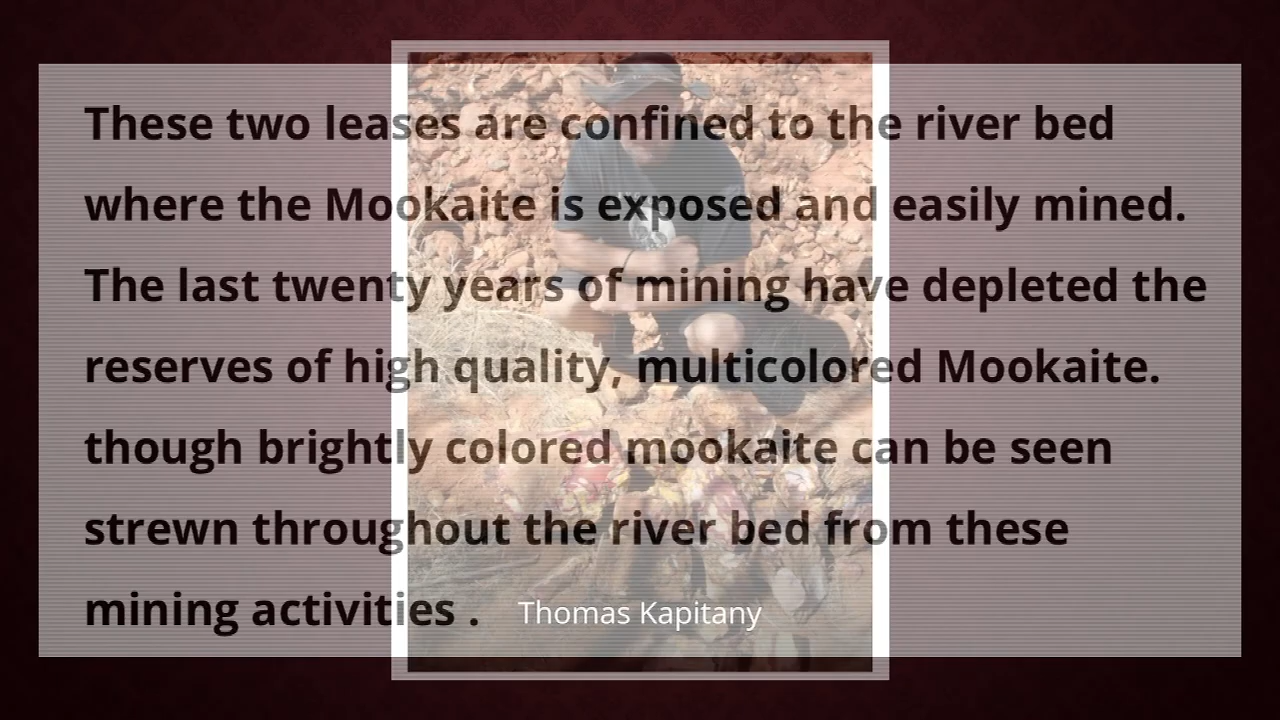 These two leases are confined to the river bed
where the Mookaite is exposed and easily mined.
The last twenty years of mining have depleted the
reserves of high quality, multicolored Mookaite.
though brightly colored mookaite can be seen
strewn throughout the river bed from these
mining activities .
Thomas Kapitany